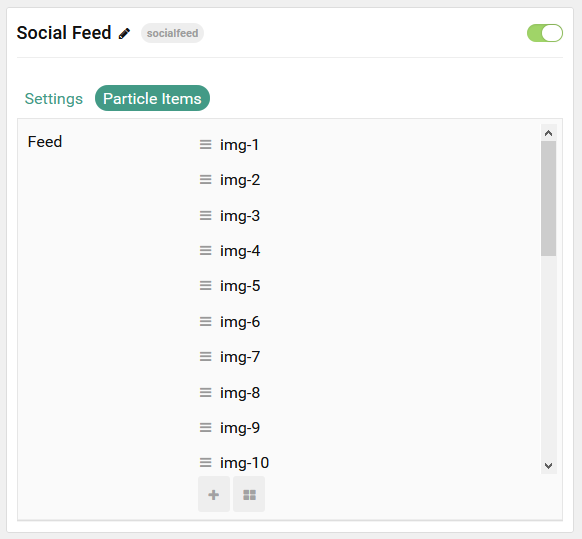 Social Feed socialfeed
Settings Particle Items
Feed
img-1
img-2
img-3
img-4
img-5
img-6
img-7
img-8
img-9
img-10